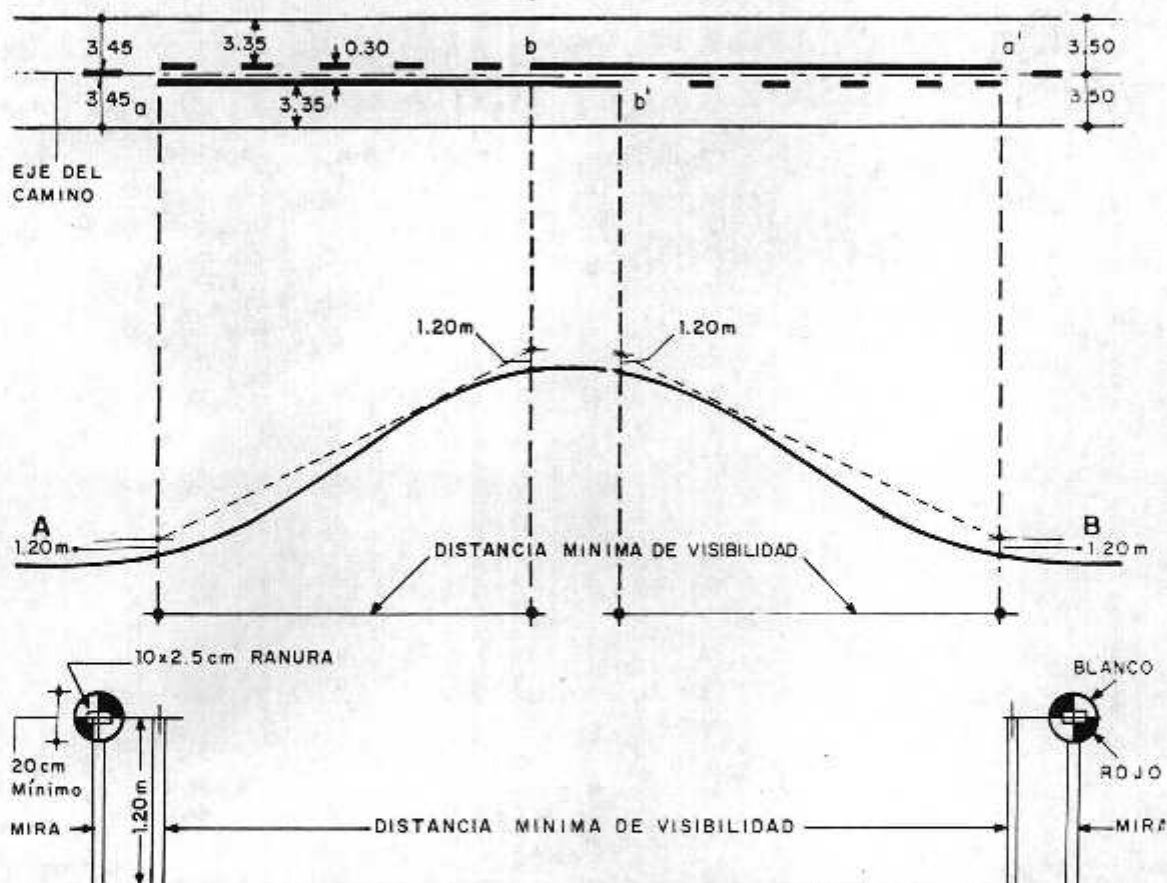 3.45
3.35
0.30
b
a'
3.50
3.45
a
3.35
b'
3.50
EJE DEL
CAMINO
1.20m
1.20m
A
1.20m
B
1.20m
DISTANCIA MINIMA DE VISIBILIDAD
10x2.5cm RANURA
BLANCO
20cm
Mínimo
1.20m
ROJO
MIRA
DISTANCIA MINIMA DE VISIBILIDAD
MIRA